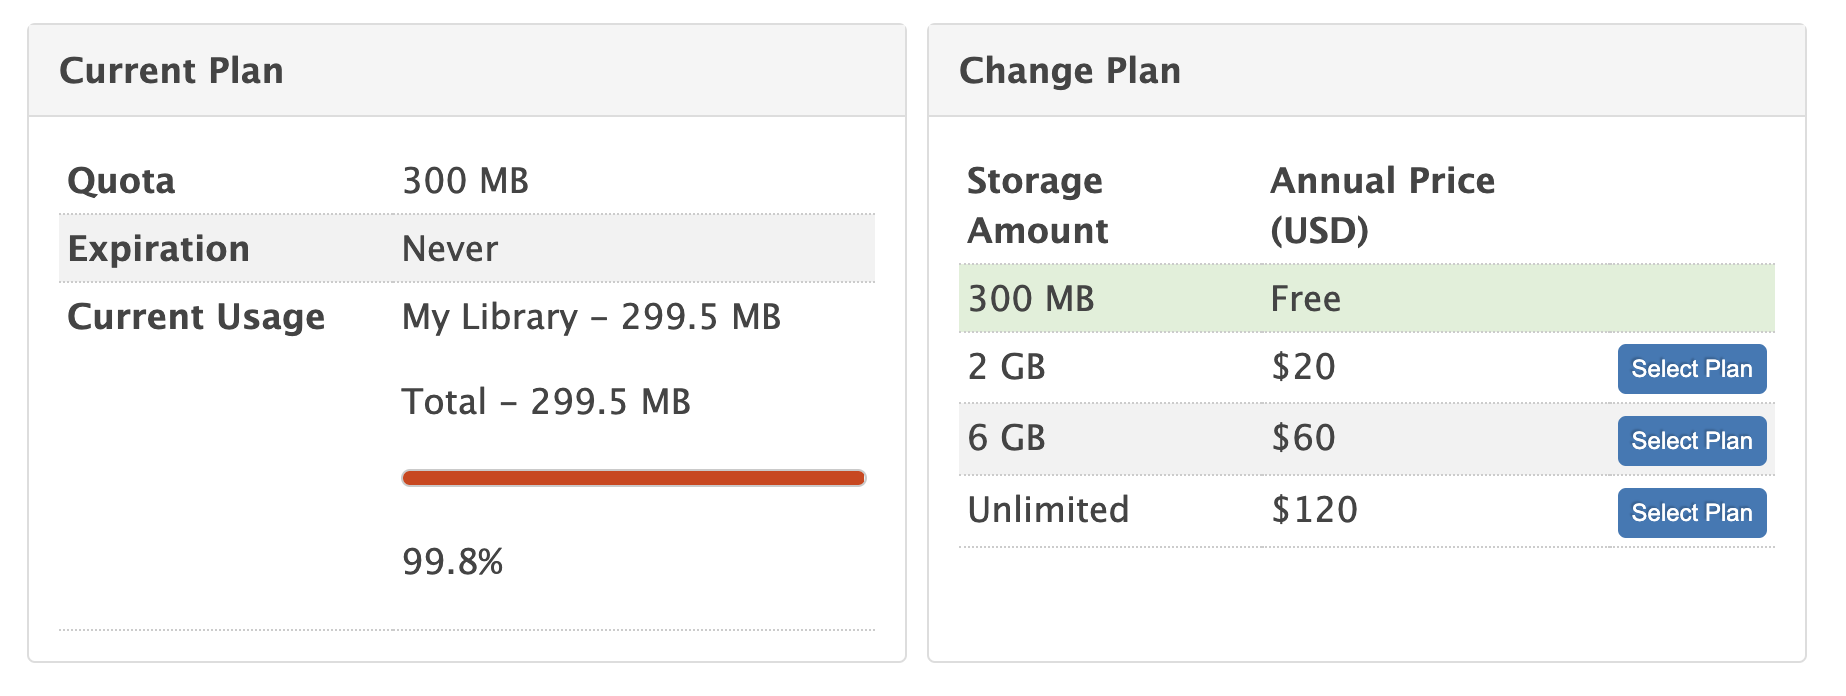 Current Plan
Quota 300 MB
Expiration Never
Current Usage My Library – 299.5 MB
Total – 299.5 MB
99.8%
Change Plan
Storage Annual Price
Amount (USD)
300 MB Free
2 GB $20 Select Plan
6 GB $60 Select Plan
Unlimited $120 Select Plan